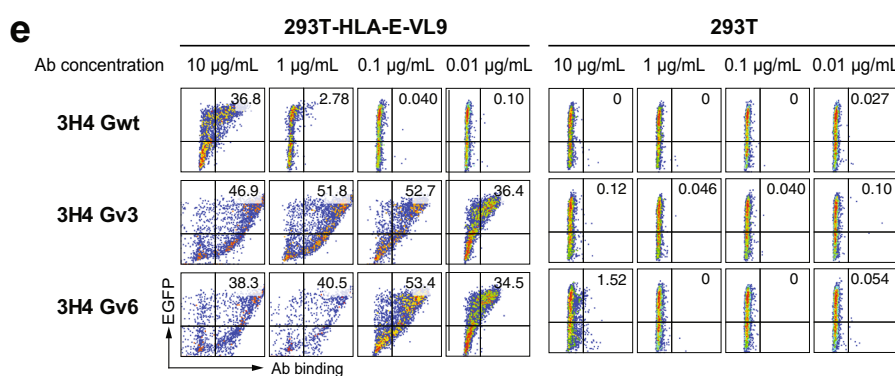 e
293T-HLA-E-VL9 293T
Ab concentration 10 µg/mL 1 µg/mL 0.1 µg/mL 0.01 µg/mL 10 µg/mL 1 µg/mL 0.1 µg/mL 0.01 µg/mL
3H4 Gwt 36.8 2.78 0.040 0.10 0 0 0 0.027
3H4 Gv3 46.9 51.8 52.7 36.4 0.12 0.046 0.040 0.10
3H4 Gv6 38.3 40.5 53.4 34.5 1.52 0 0 0.054
EGFP
Ab binding